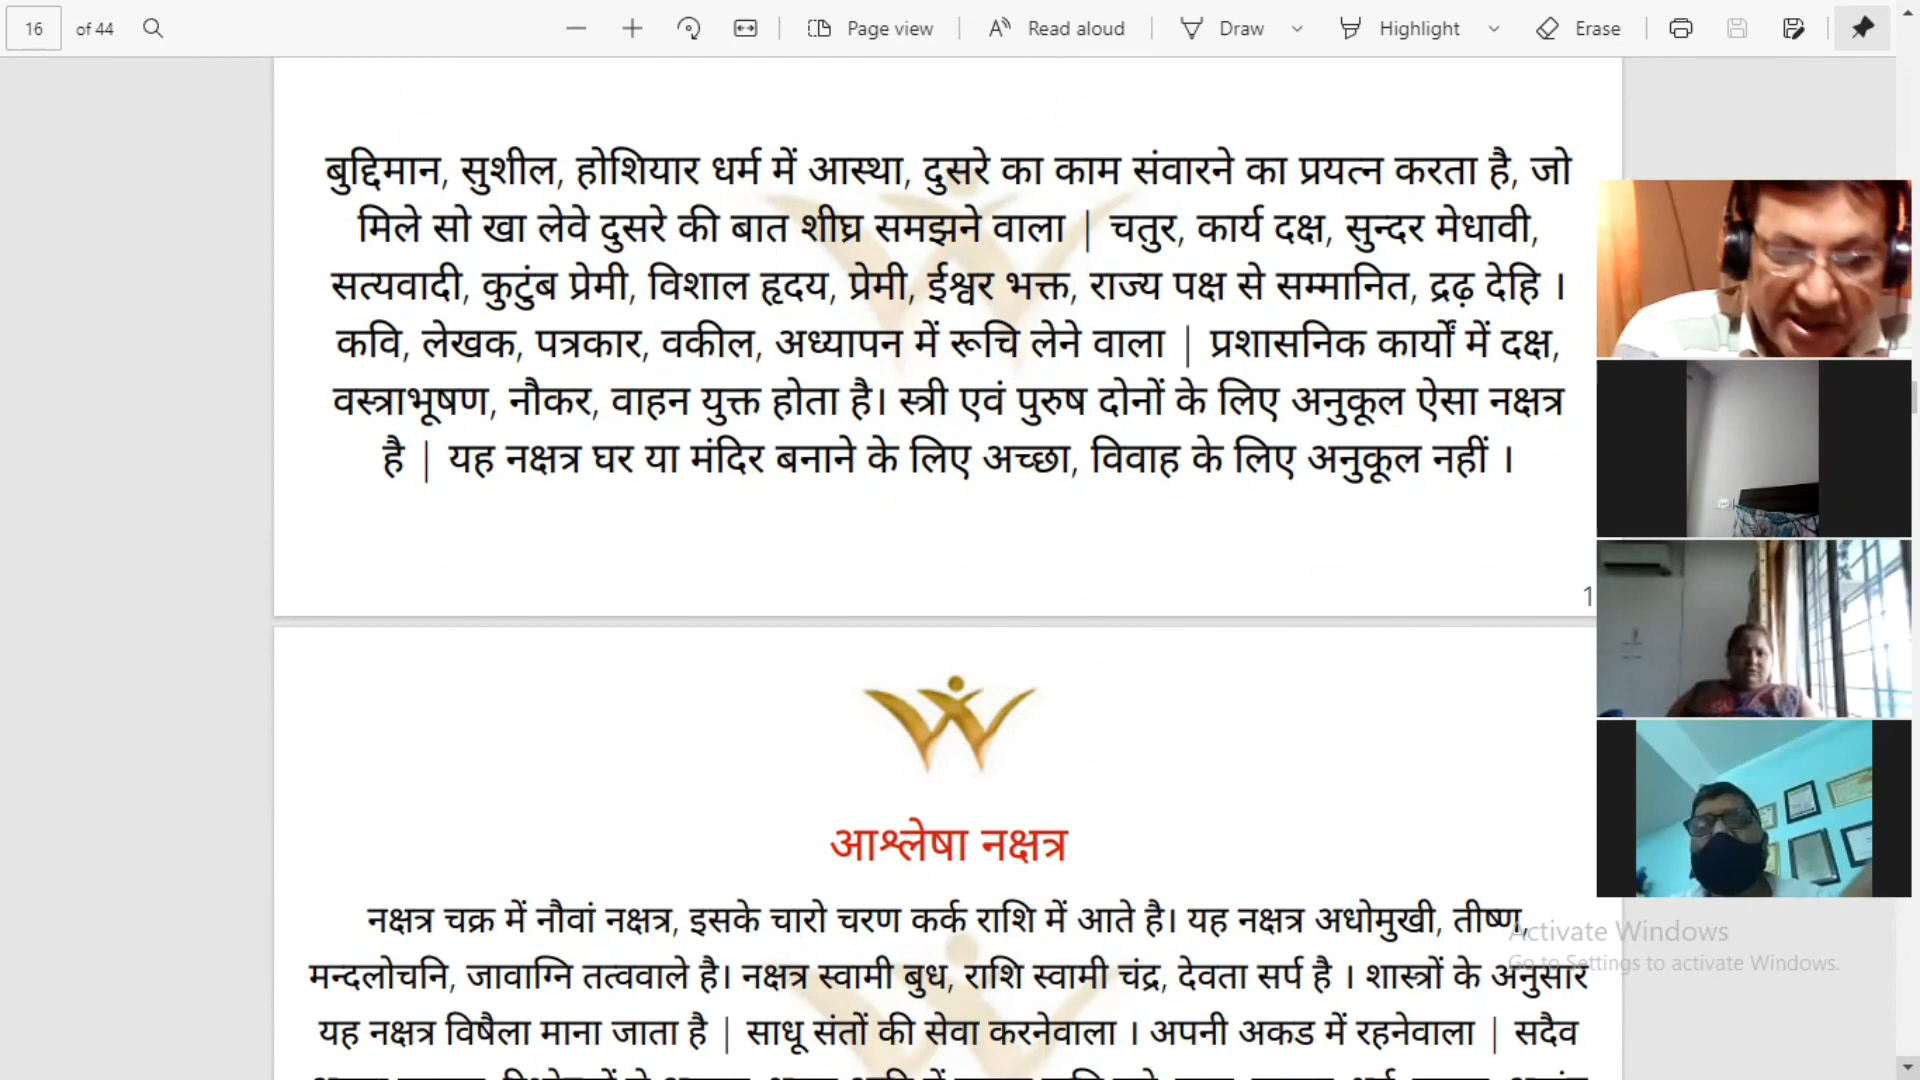 16 of 44 Page view Read aloud Draw Highlight Erase
बुद्दिमान, सुशील, होशियार धर्म में आस्था, दुसरे का काम संवारने का प्रयत्न करता है, जो
मिले सो खा लेवे दुसरे की बात शीघ्र समझने वाला | चतुर, कार्य दक्ष, सुन्दर मेधावी,
सत्यवादी, कुटुंब प्रेमी, विशाल हृदय, प्रेमी, ईश्वर भक्त, राज्य पक्ष से सम्मानित, द्रढ़ देहि ।
कवि, लेखक, पत्रकार, वकील, अध्यापन में रूचि लेने वाला | प्रशासनिक कार्यों में दक्ष,
वस्त्राभूषण, नौकर, वाहन युक्त होता है। स्त्री एवं पुरुष दोनों के लिए अनुकूल ऐसा नक्षत्र
है | यह नक्षत्र घर या मंदिर बनाने के लिए अच्छा, विवाह के लिए अनुकूल नहीं ।
1
आश्लेषा नक्षत्र
नक्षत्र चक्र में नौवां नक्षत्र, इसके चारो चरण कर्क राशि में आते है। यह नक्षत्र अधोमुखी, तीष्ण,
मन्दलोचनि, जावाग्नि तत्ववाले है। नक्षत्र स्वामी बुध, राशि स्वामी चंद्र, देवता सर्प है । शास्त्रों के अनुसार
यह नक्षत्र विषैला माना जाता है | साधू संतों की सेवा करनेवाला । अपनी अकड में रहनेवाला | सदैव
Activate Windows
Go to Settings to activate Windows.